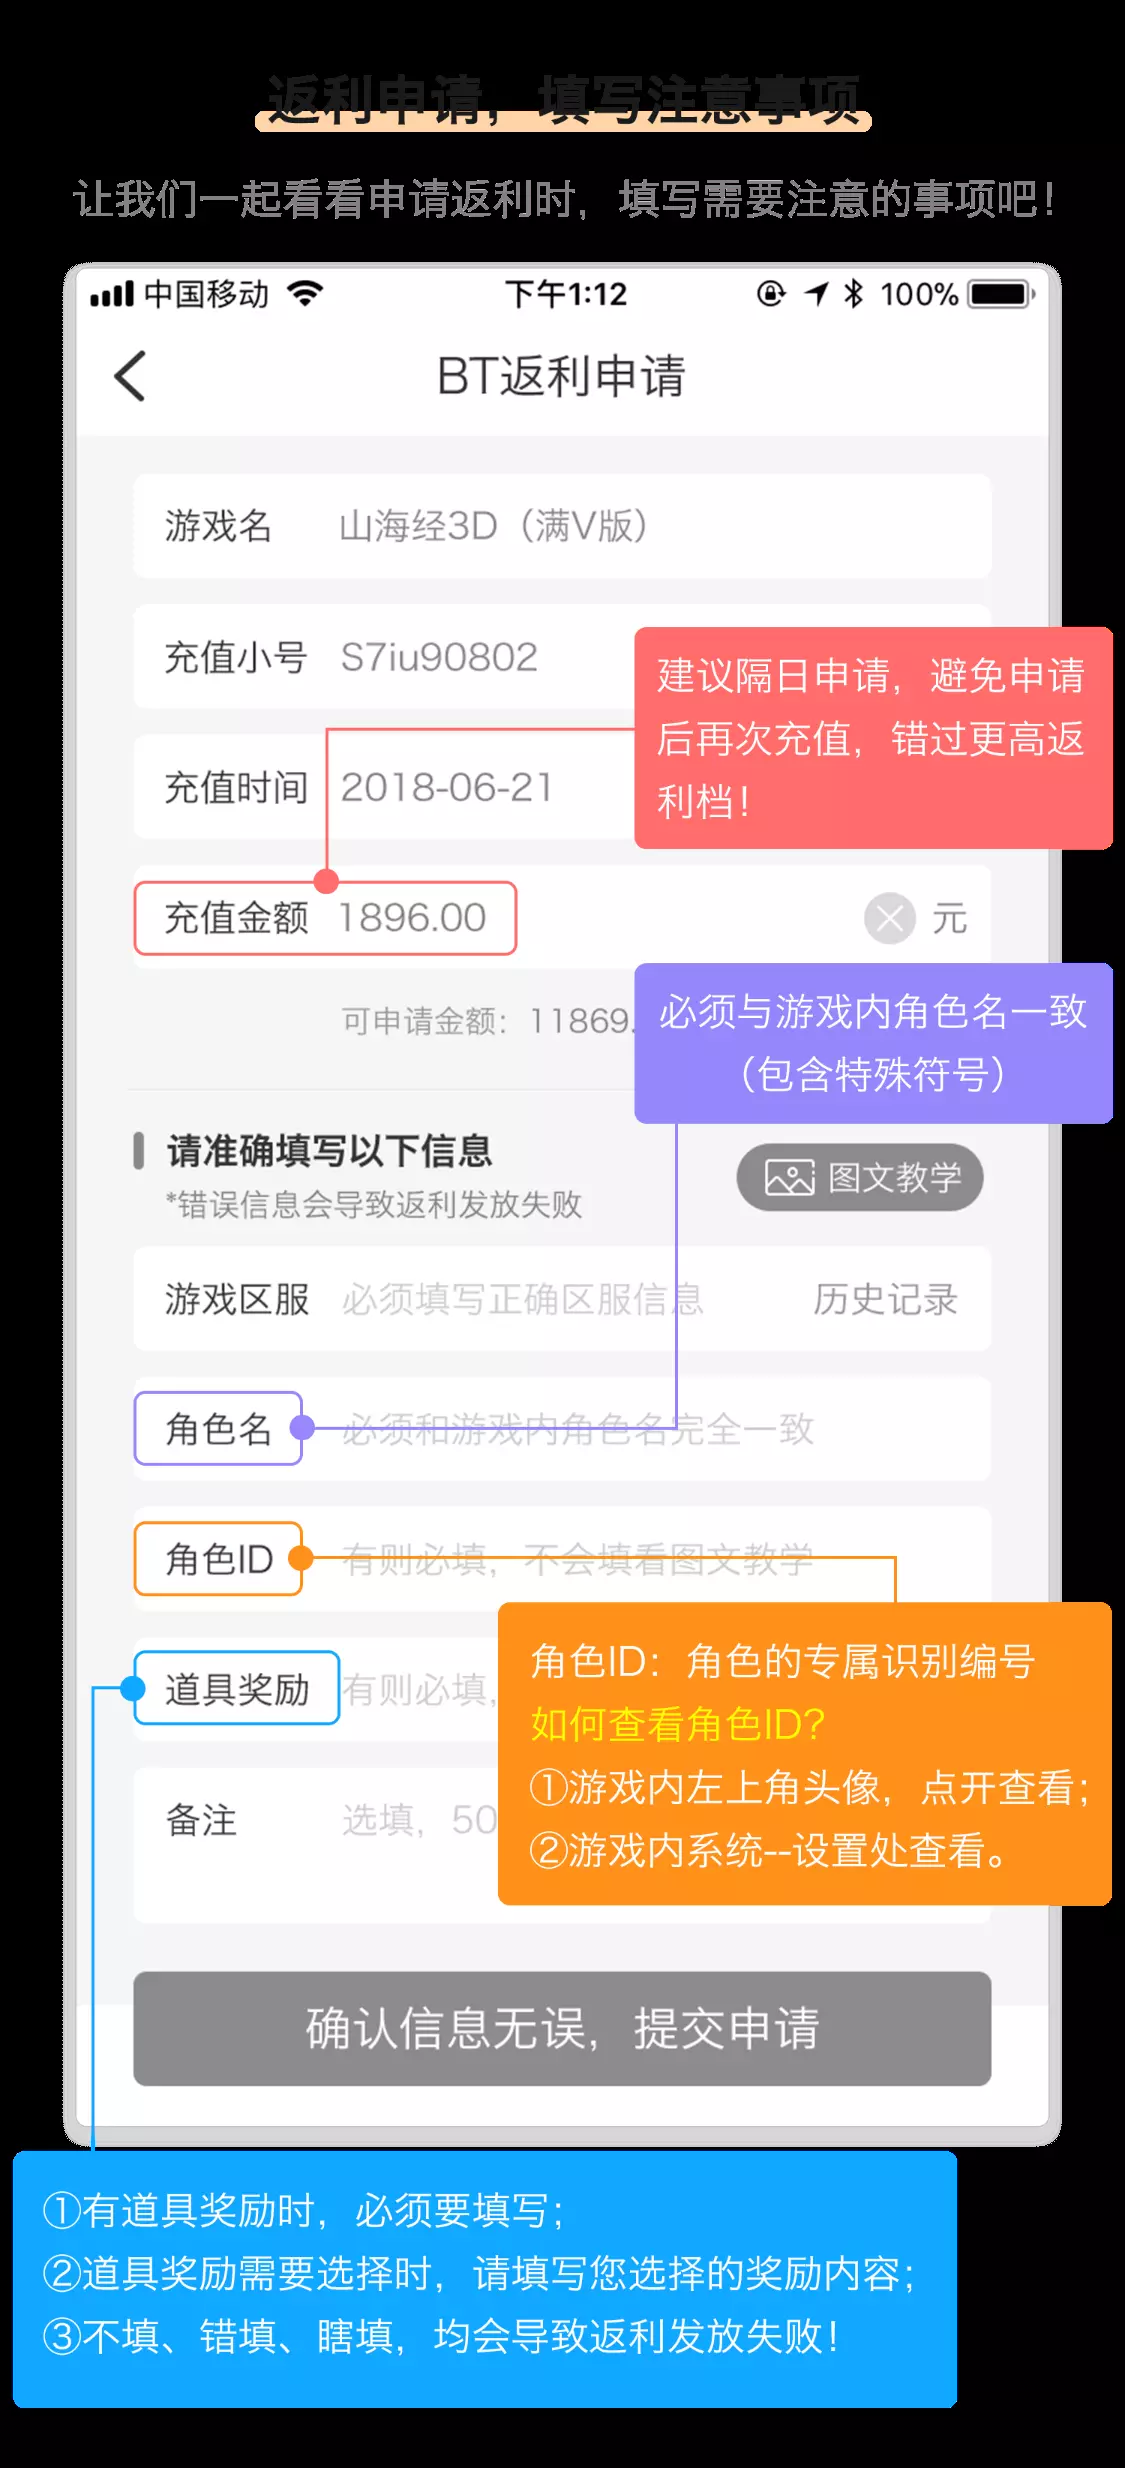 返利申请，填写注意事项
让我们一起看看申请返利时，填写需要注意的事项吧！
中国移动 下午1:12 100%
BT返利申请
游戏名 山海经3D（满V版）
充值小号 S7iu90802
建议隔日申请，避免申请
后再次充值，错过更高返
利档！
充值时间 2018-06-21
充值金额 1896.00 元
可申请金额：11869.
必须与游戏内角色名一致
（包含特殊符号）
请准确填写以下信息
*错误信息会导致返利发放失败
图文教学
游戏区服 必须填写正确区服信息 历史记录
角色名 必须和游戏内角色名完全一致
角色ID 有则必填，不会填看图文教学
道具奖励 有则必填，
角色ID：角色的专属识别编号
如何查看角色ID？
①游戏内左上角头像，点开查看；
②游戏内系统--设置处查看。
备注 选填，50
确认信息无误，提交申请
①有道具奖励时，必须要填写；
②道具奖励需要选择时，请填写您选择的奖励内容；
③不填、错填、瞎填，均会导致返利发放失败！